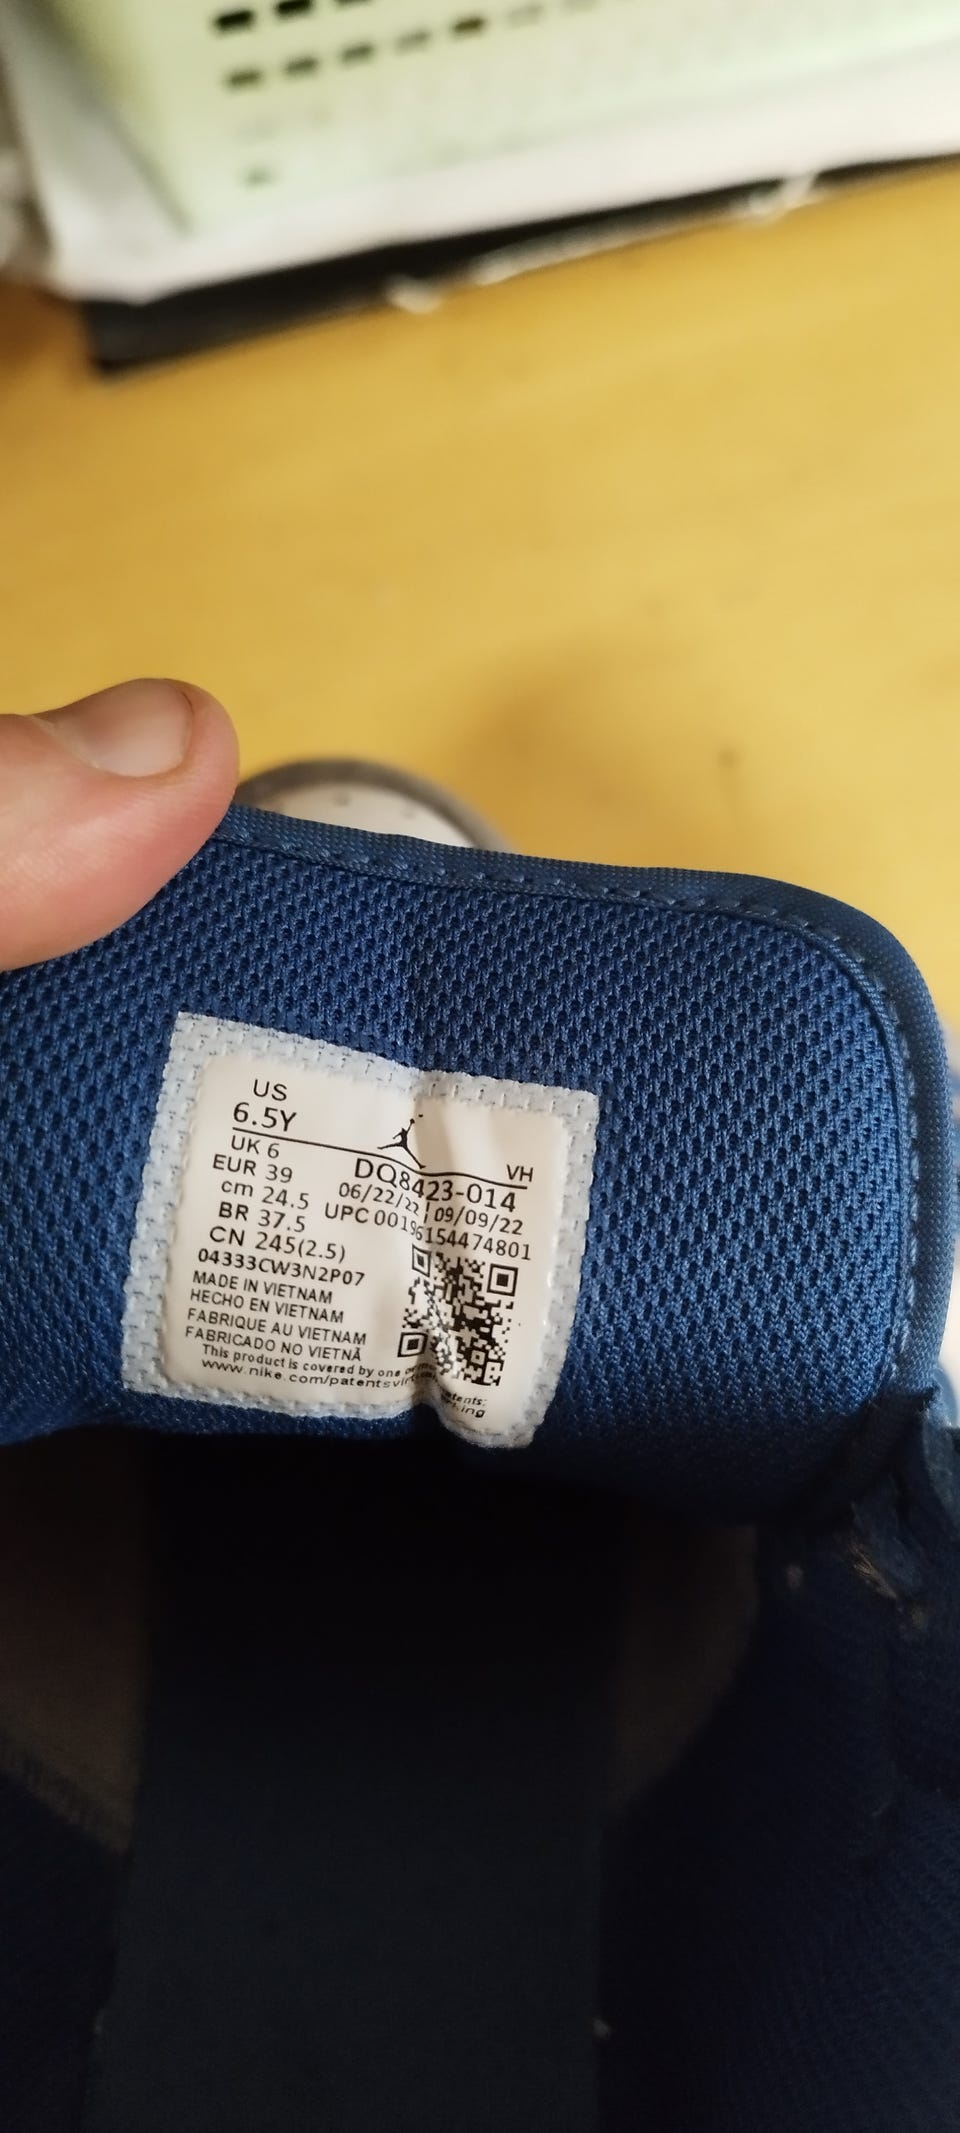 US
6.5Y
UK 6
EUR 39
cm 24.5
BR 37.5
CN 245(2.5)
VH
DQ8423-014
06/22/22 09/09/22
UPC 00196154474801
04333CW3N2P07
MADE IN VIETNAM
HECHO EN VIETNAM
FABRIQUE AU VIETNAM
FABRICADO NO VIETNÃ
This product is covered by one
www.nike.com/patents